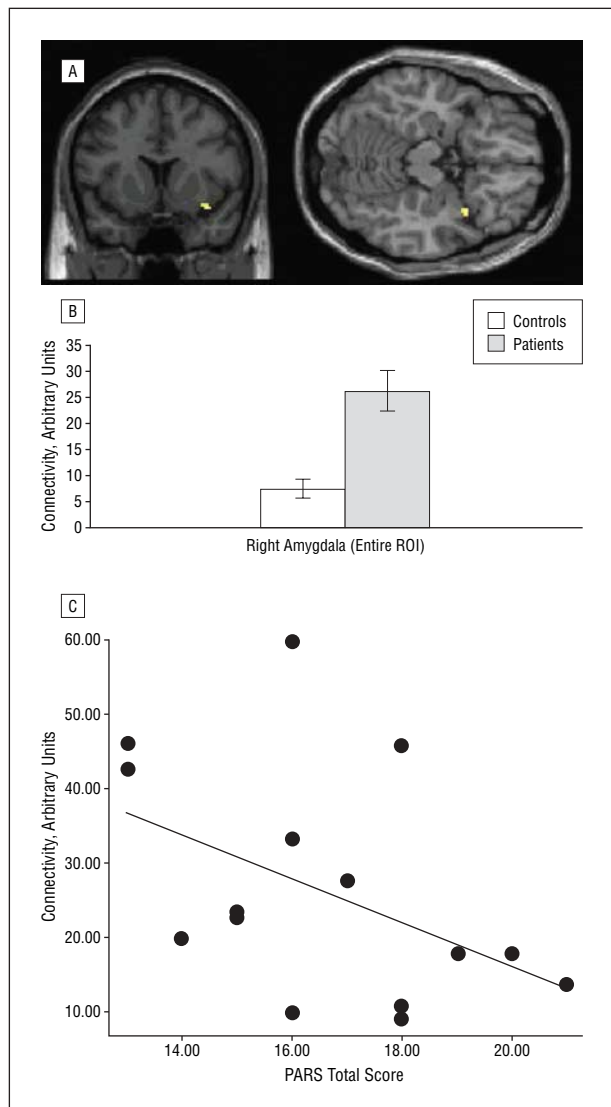 A
B
Controls
Patients
35
30
25
20
15
10
5
0
Connectivity, Arbitrary Units
Right Amygdala (Entire ROI)
C
60.00
50.00
40.00
30.00
20.00
10.00
Connectivity, Arbitrary Units
14.00 16.00 18.00 20.00
PARS Total Score